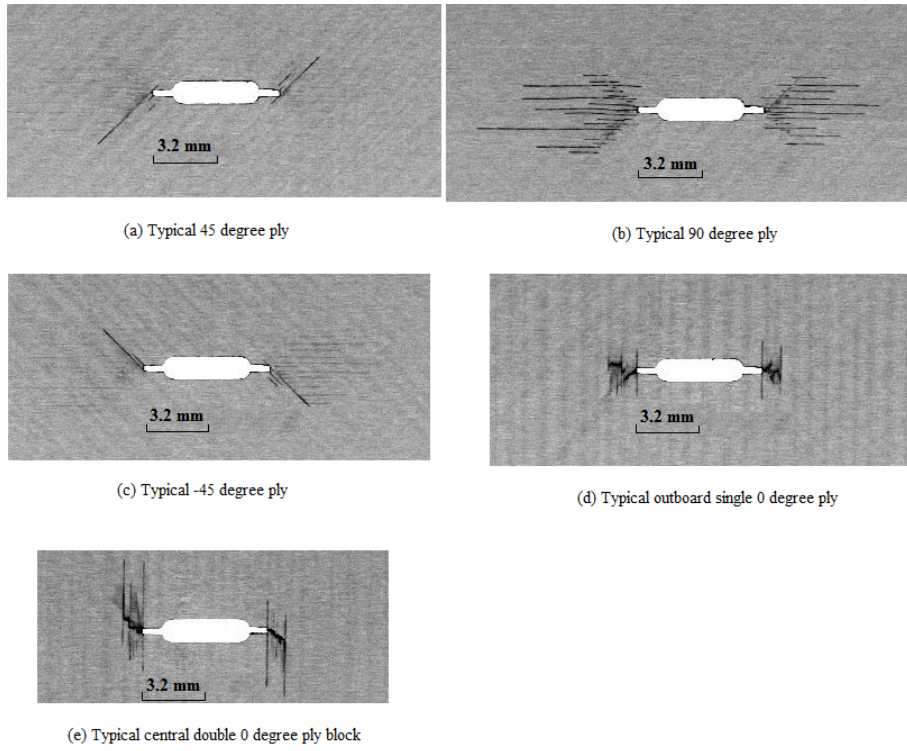 3.2 mm
3.2 mm
(a) Typical 45 degree ply
(b) Typical 90 degree ply
3.2 mm
3.2 mm
(c) Typical -45 degree ply
(d) Typical outboard single 0 degree ply
3.2 mm
(e) Typical central double 0 degree ply block